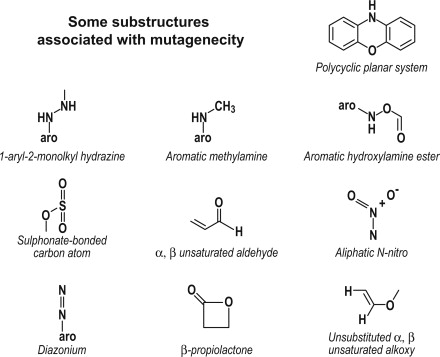 Some substructures
associated with mutagenecity
H
N
O
Polycyclic planar system
HN
NH
aro
1-aryl-2-monolkyl hydrazine
HN
CH3
aro
Aromatic methylamine
aro
N
H
O
O
Aromatic hydroxylamine ester
O
S
O
O
Sulphonate-bonded
carbon atom
O
H
α, β unsaturated aldehyde
O
O-
N
+
N
Aliphatic N-nitro
N
N
aro
Diazonium
O
O
β-propiolactone
H
H
O
Unsubstituted α, β
unsaturated alkoxy